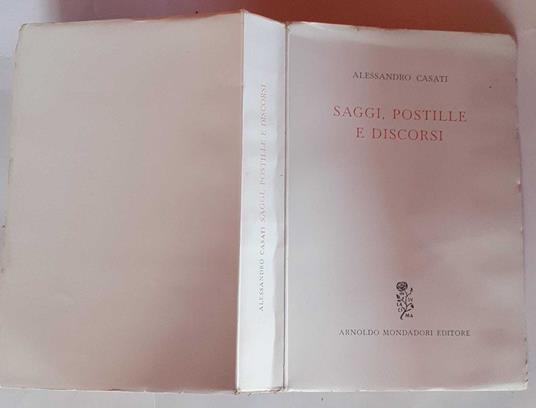 ALESSANDRO CASATI SAGGI, POSTILLE E DISCORSI
ALESSANDRO CASATI
SAGGI, POSTILLE
E DISCORSI
ARNOLDO MONDADORI EDITORE